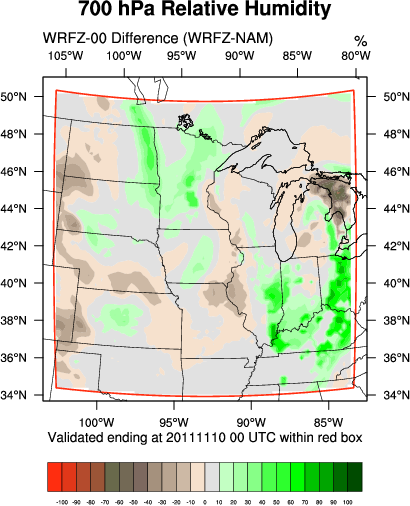 700 hPa Relative Humidity
WRFZ-00 Difference (WRFZ-NAM) %
105°W 100°W 95°W 90°W 85°W 80°W
50°N 50°N
48°N 48°N
46°N 46°N
44°N 44°N
42°N 42°N
40°N 40°N
38°N 38°N
36°N 36°N
34°N 34°N
100°W 95°W 90°W 85°W
Validated ending at 20111110 00 UTC within red box
-100 -90 -80 -70 -60 -50 -40 -30 -20 -10 0 10 20 30 40 50 60 70 80 90 100